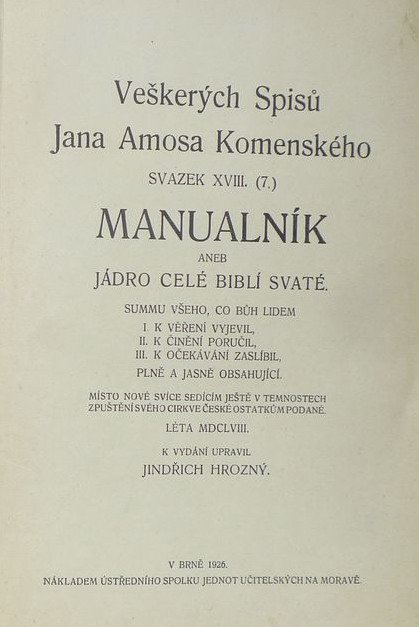 Veškerých Spisů
Jana Amosa Komenského
SVAZEK XVIII. (7.)
MANUALNÍK
ANEB
JÁDRO CELÉ BIBLÍ SVATÉ.
SUMMU VŠEHO, CO BŮH LIDEM
I. K VĚŘENÍ VYJEVIL,
II. K ČINĚNÍ PORUČIL,
III. K OČEKÁVÁNÍ ZASLÍBIL,
PLNĚ A JASNĚ OBSAHUJÍCÍ.
MÍSTO NOVÉ SVÍCE SEDÍCÍM JEŠTĚ V TEMNOSTECH
ZPUŠTĚNÍ SVÉHO CIRKVE ČESKÉ OSTATKŮM PODANÉ.
LÉTA MDCLVIII.
K VYDÁNÍ UPRAVIL
JINDŘICH HROZNÝ.
V BRNĚ 1926.
NÁKLADEM ÚSTŘEDNÍHO SPOLKU JEDNOT UČITELSKÝCH NA MORAVĚ.